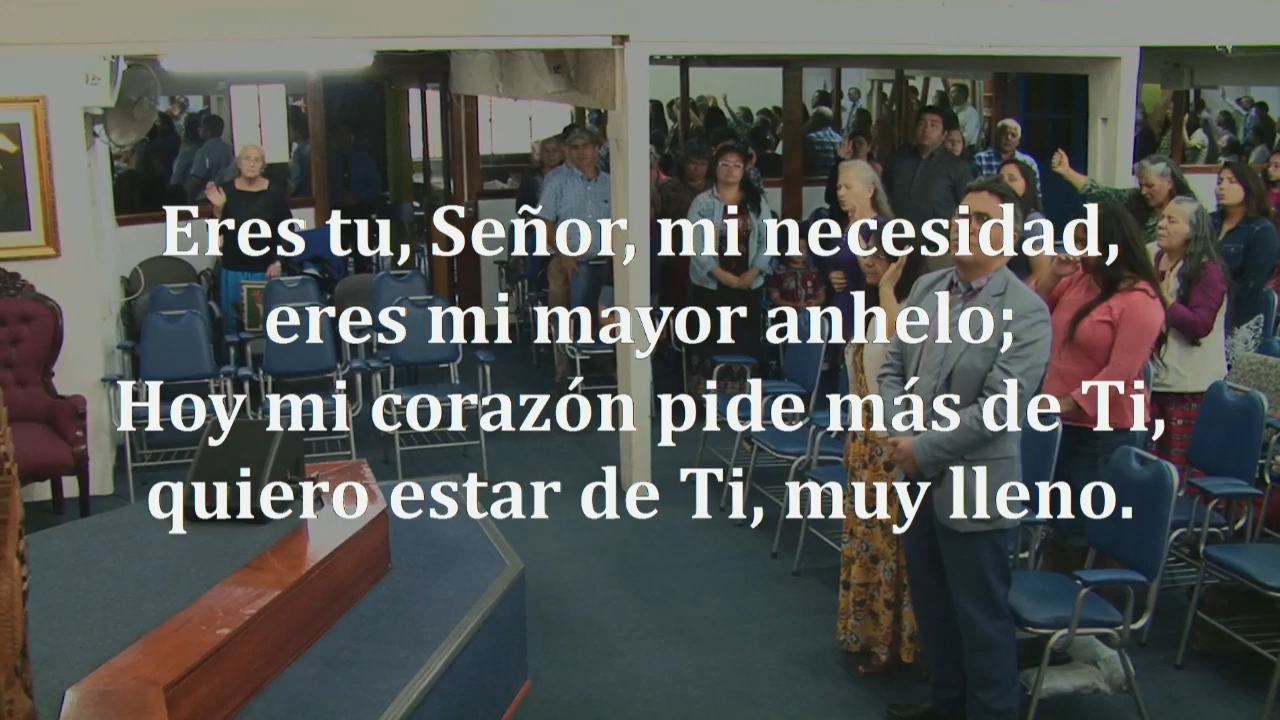 Eres tu, Señor, mi necesidad,
eres mi mayor anhelo;
Hoy mi corazón pide más de Ti,
quiero estar de Ti, muy lleno.